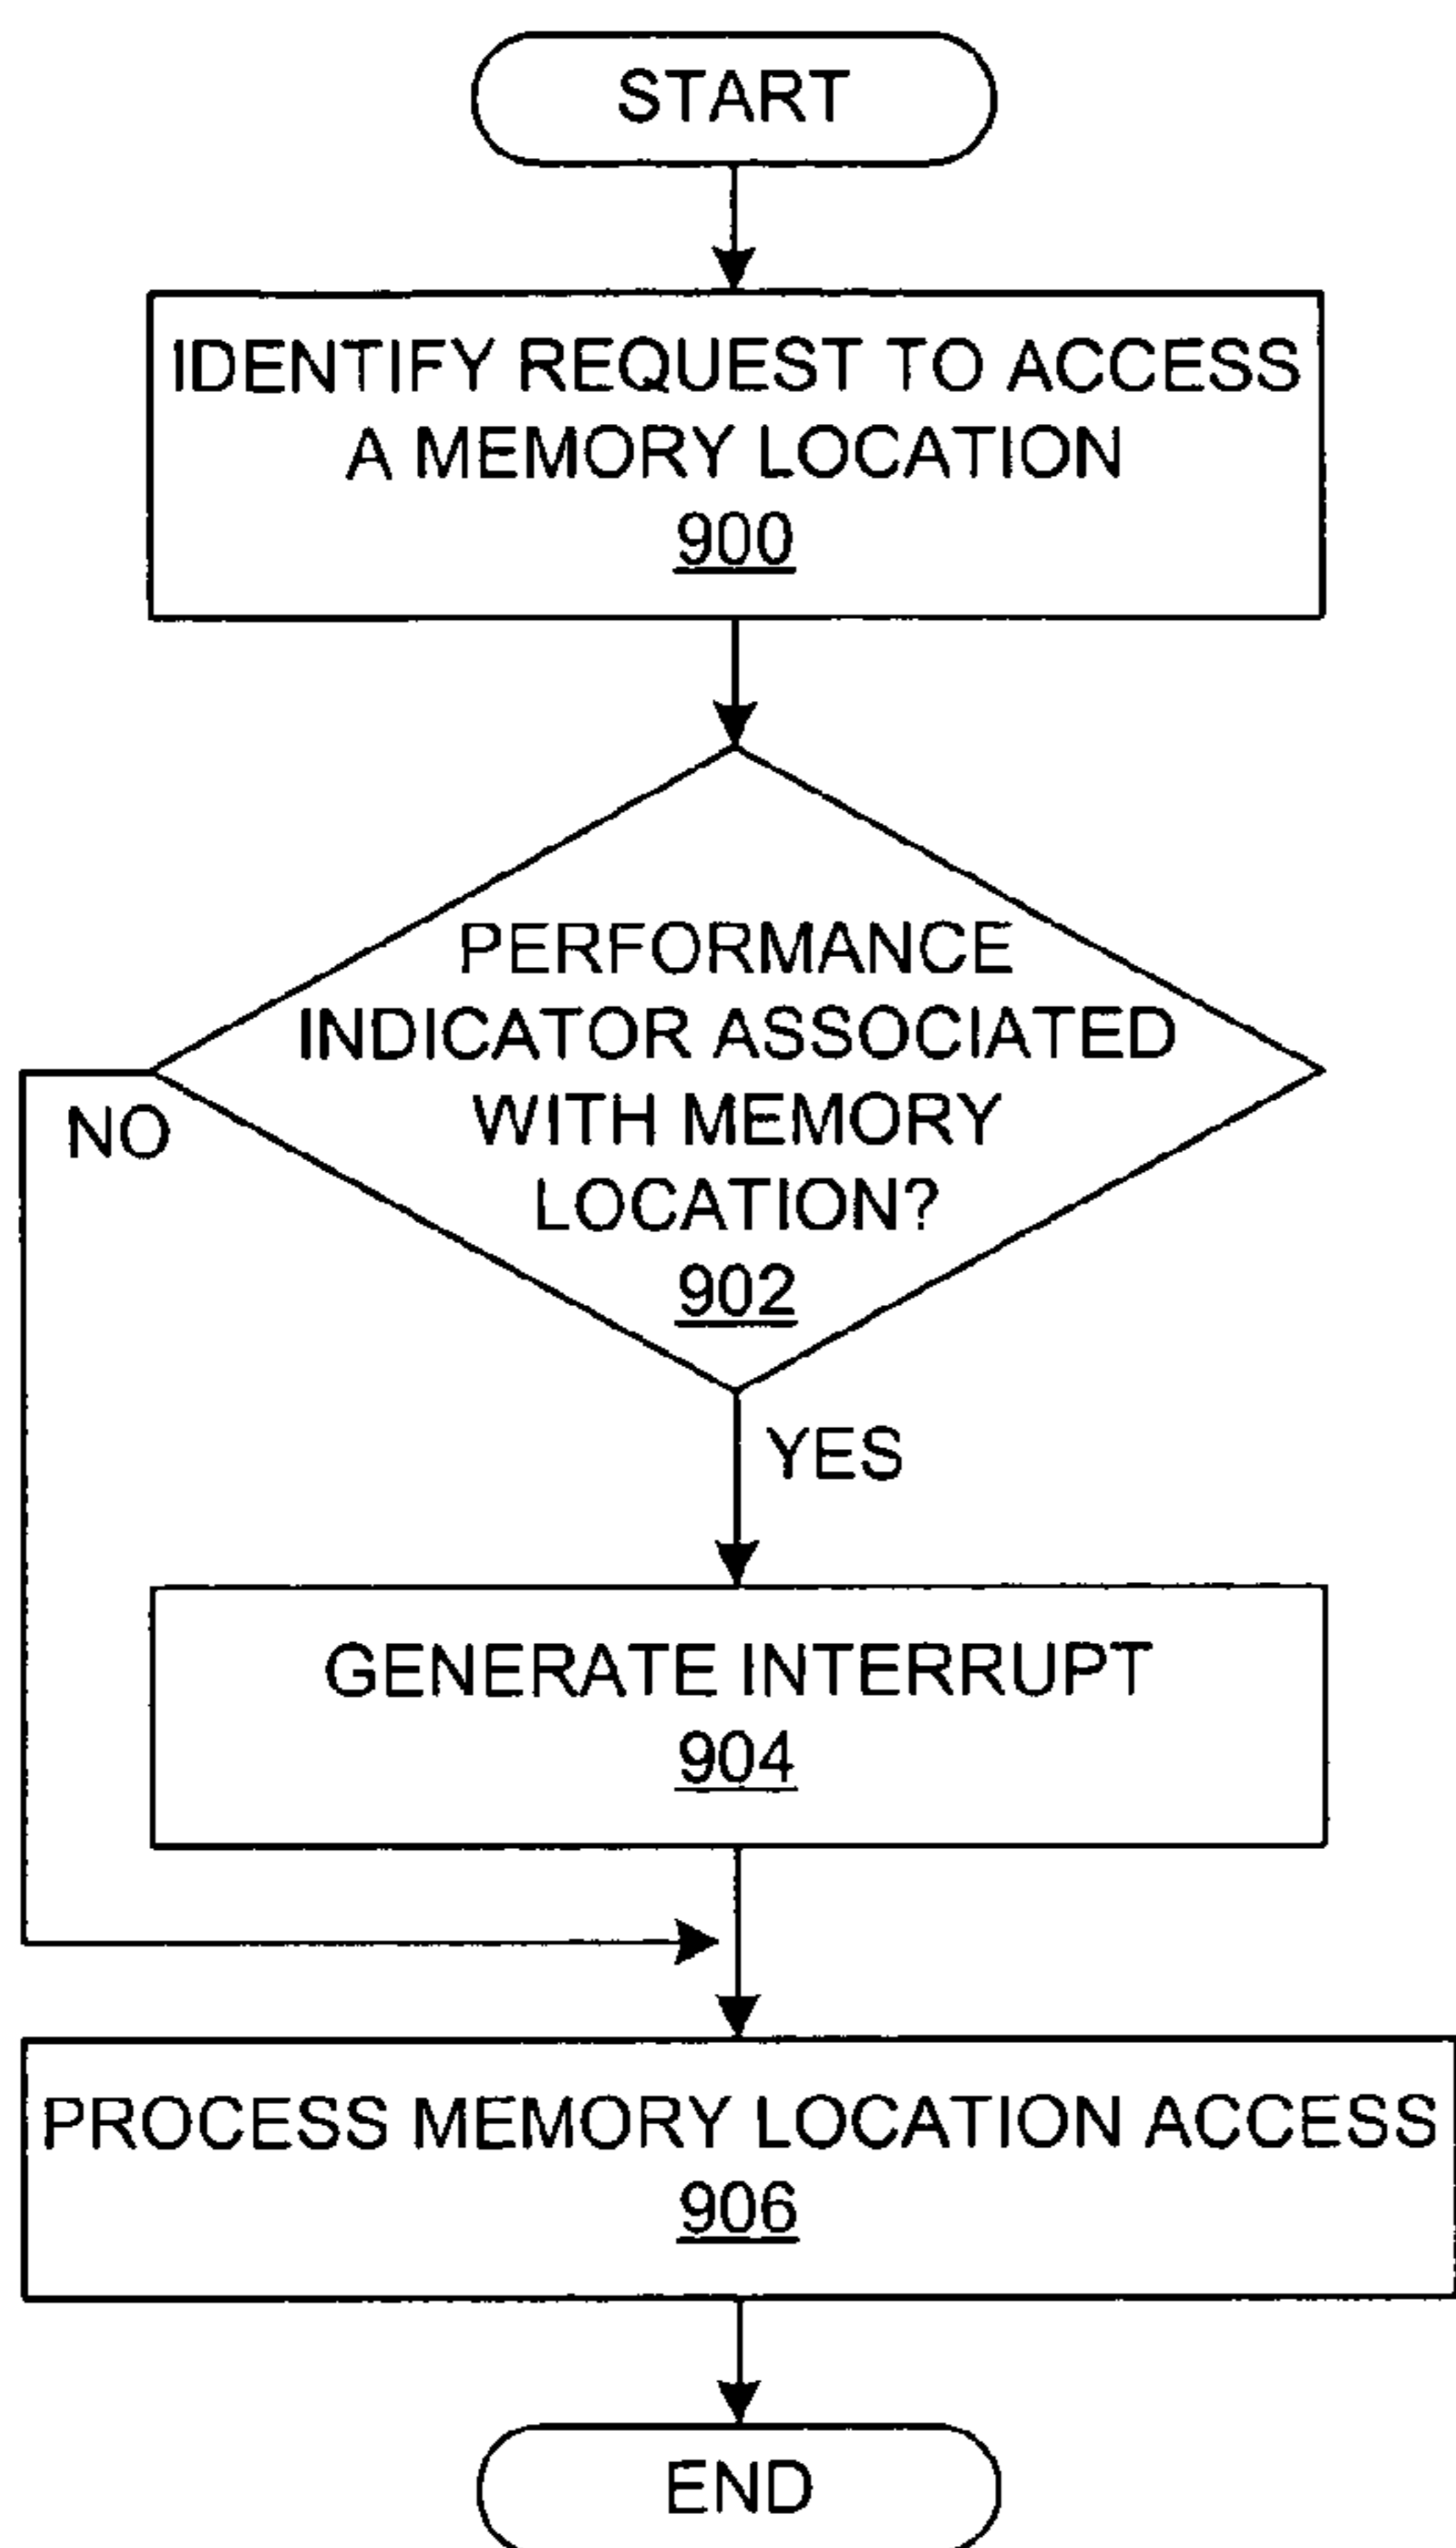 START
IDENTIFY REQUEST TO ACCESS
A MEMORY LOCATION
900
PERFORMANCE
INDICATOR ASSOCIATED
WITH MEMORY
LOCATION?
902
NO
YES
GENERATE INTERRUPT
904
PROCESS MEMORY LOCATION ACCESS
906
END